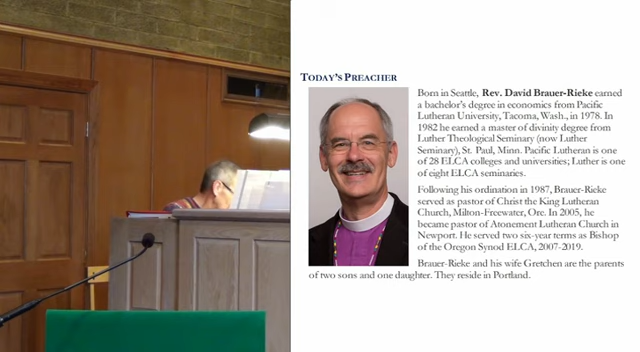 TODAY'S PREACHER
Born in Seattle, Rev. David Brauer-Rieke earned
a bachelor's degree in economics from Pacific
Lutheran University, Tacoma, Wash., in 1978. In
1982 he earned a master of divinity degree from
Luther Theological Seminary (now Luther
Seminary), St. Paul, Minn. Pacific Lutheran is one
of 28 ELCA colleges and universities; Luther is one
of eight ELCA seminaries.
Following his ordination in 1987, Brauer-Rieke
served as pastor of Christ the King Lutheran
Church, Milton-Freewater, Ore. In 2005, he
became pastor of Atonement Lutheran Church in
Newport. He served two six-year terms as Bishop
of the Oregon Synod ELCA, 2007-2019.
Brauer-Rieke and his wife Gretchen are the parents
of two sons and one daughter. They reside in Portland.